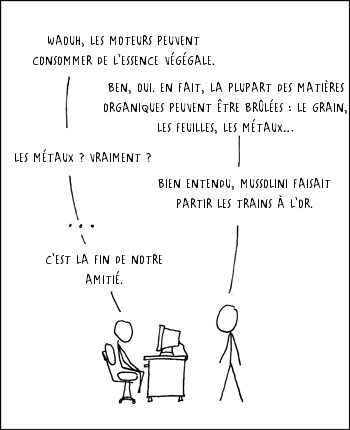 WAOUH, LES MOTEURS PEUVENT
CONSOMMER DE L'ESSENCE VÉGÉGALE.
BEN, OUI. EN FAIT, LA PLUPART DES MATIÈRES
ORGANIQUES PEUVENT ÊTRE BRÛLÉES : LE GRAIN,
LES FEUILLES, LES MÉTAUX...
LES MÉTAUX ? VRAIMENT ?
BIEN ENTENDU, MUSSOLINI FAISAIT
PARTIR LES TRAINS À L'OR.
...
C'EST LA FIN DE NOTRE
AMITIÉ.